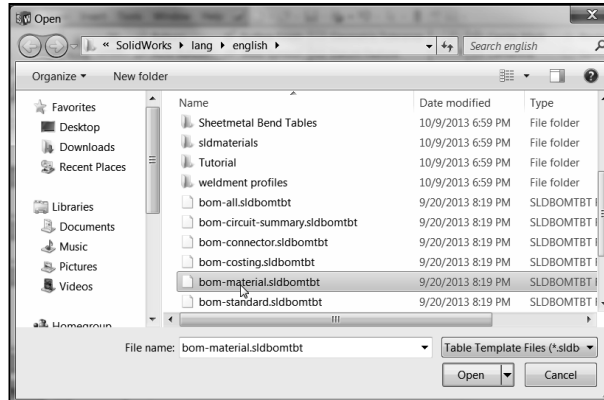 Open
« SolidWorks ▸ lang ▸ english ▸ Search english
Organize ▾ New folder
Favorites
Desktop
Downloads
Recent Places
Libraries
Documents
Music
Pictures
Videos
Homegroup
Name Date modified Type
Sheetmetal Bend Tables 10/9/2013 6:59 PM File folder
sldmaterials 10/9/2013 6:59 PM File folder
Tutorial 10/9/2013 6:59 PM File folder
weldment profiles 10/9/2013 6:59 PM File folder
bom-all.sldbomtbt 9/20/2013 8:19 PM SLDBOMTBT
bom-circuit-summary.sldbomtbt 9/20/2013 8:19 PM SLDBOMTBT
bom-connector.sldbomtbt 9/20/2013 8:19 PM SLDBOMTBT
bom-costing.sldbomtbt 9/20/2013 8:19 PM SLDBOMTBT
bom-material.sldbomtbt 9/20/2013 8:19 PM SLDBOMTBT
bom-standard.sldbomtbt 9/20/2013 8:19 PM SLDBOMTBT
File name: bom-material.sldbomtbt Table Template Files (*.sldb
Open Cancel